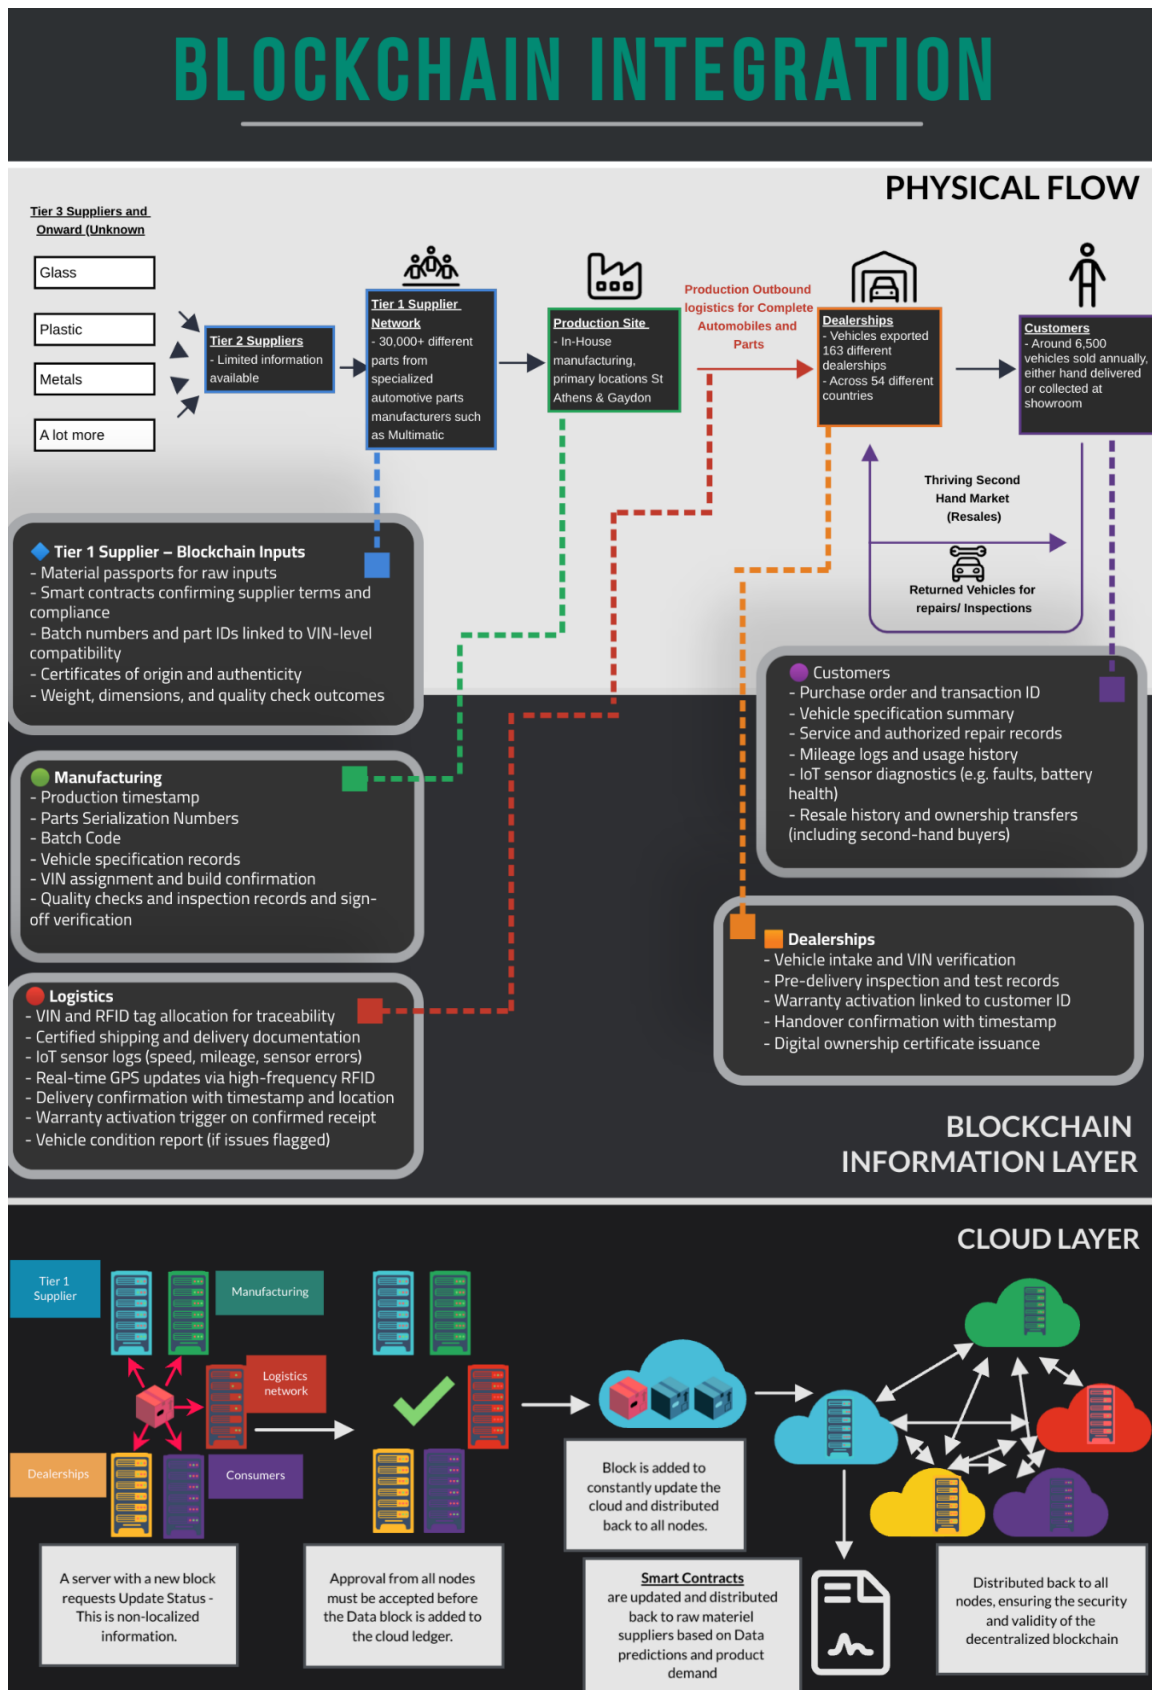 BLOCKCHAIN INTEGRATION
PHYSICAL FLOW
Tier 3 Suppliers and
Onward (Unknown
Glass
Plastic
Metals
A lot more
Tier 2 Suppliers
- Limited information
available
Tier 1 Supplier
Network
- 30,000+ different
parts from
specialized
automotive parts
manufacturers such
as Multimatic
Production Site
- In-House
manufacturing,
primary locations St
Athens & Gaydon
Production Outbound
logistics for Complete
Automobiles and
Parts
Dealerships
- Vehicles exported
163 different
dealerships
- Across 54 different
countries
Customers
- Around 6,500
vehicles sold annually,
either hand delivered
or collected at
showroom
Thriving Second
Hand Market
(Resales)
Returned Vehicles for
repairs/ Inspections
Tier 1 Supplier – Blockchain Inputs
- Material passports for raw inputs
- Smart contracts confirming supplier terms and
compliance
- Batch numbers and part IDs linked to VIN-level
compatibility
- Certificates of origin and authenticity
- Weight, dimensions, and quality check outcomes
Manufacturing
- Production timestamp
- Parts Serialization Numbers
- Batch Code
- Vehicle specification records
- VIN assignment and build confirmation
- Quality checks and inspection records and sign-
off verification
Logistics
- VIN and RFID tag allocation for traceability
- Certified shipping and delivery documentation
- IoT sensor logs (speed, mileage, sensor errors)
- Real-time GPS updates via high-frequency RFID
- Delivery confirmation with timestamp and location
- Warranty activation trigger on confirmed receipt
- Vehicle condition report (if issues flagged)
Customers
- Purchase order and transaction ID
- Vehicle specification summary
- Service and authorized repair records
- Mileage logs and usage history
- IoT sensor diagnostics (e.g. faults, battery
health)
- Resale history and ownership transfers
(including second-hand buyers)
Dealerships
- Vehicle intake and VIN verification
- Pre-delivery inspection and test records
- Warranty activation linked to customer ID
- Handover confirmation with timestamp
- Digital ownership certificate issuance
BLOCKCHAIN
INFORMATION LAYER
CLOUD LAYER
Tier 1
Supplier
Manufacturing
Logistics
network
Dealerships
Consumers
A server with a new block
requests Update Status -
This is non-localized
information.
Approval from all nodes
must be accepted before
the Data block is added to
the cloud ledger.
Block is added to
constantly update the
cloud and distributed
back to all nodes.
Smart Contracts
are updated and distributed
back to raw materiel
suppliers based on Data
predictions and product
demand
Distributed back to all
nodes, ensuring the security
and validity of the
decentralized blockchain